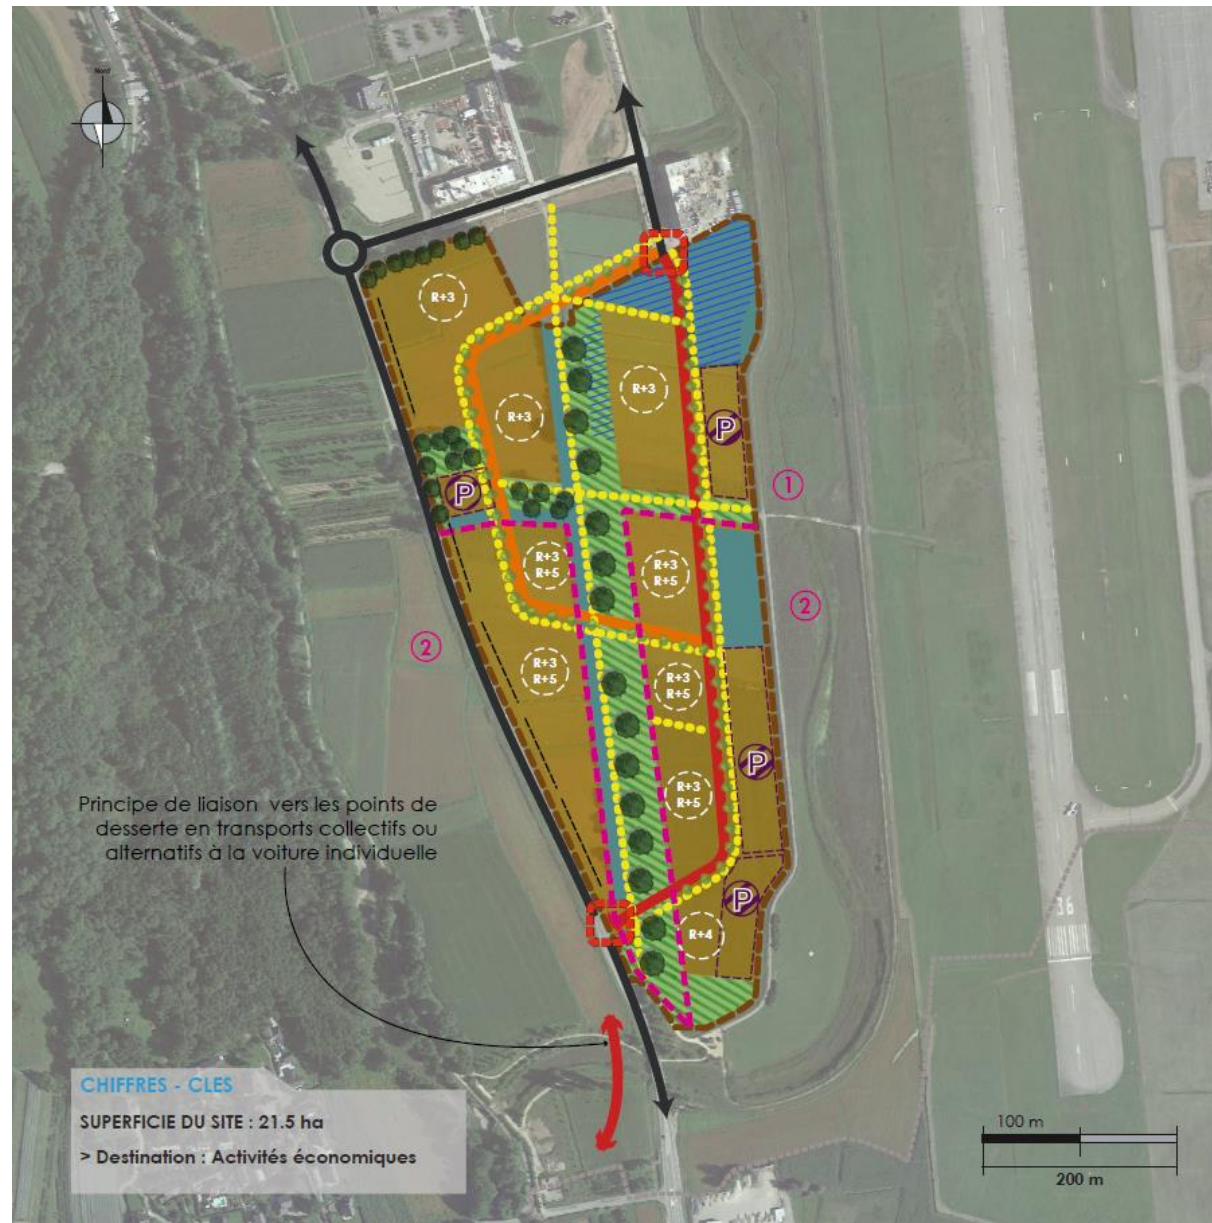 Nord
R+3
R+3
R+3
P
P
1
R+3
R+5
R+3
R+5
2
2
R+3
R+5
R+3
R+5
P
R+3
R+5
Principe de liaison vers les points de
desserte en transports collectifs ou
alternatifs à la voiture individuelle
P
R+4
36
CHIFFRES - CLES
SUPERFICIE DU SITE : 21.5 ha
> Destination : Activités économiques
100 m
200 m